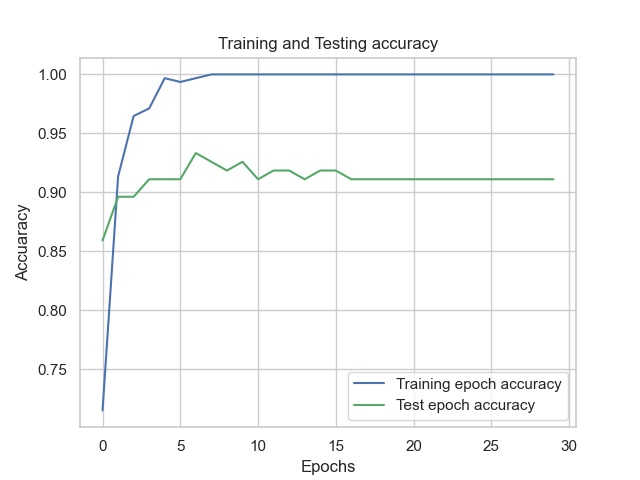 Training and Testing accuracy
1.00
0.95
0.90
0.85
0.80
0.75
Accuaracy
Training epoch accuracy
Test epoch accuracy
0 5 10 15 20 25 30
Epochs